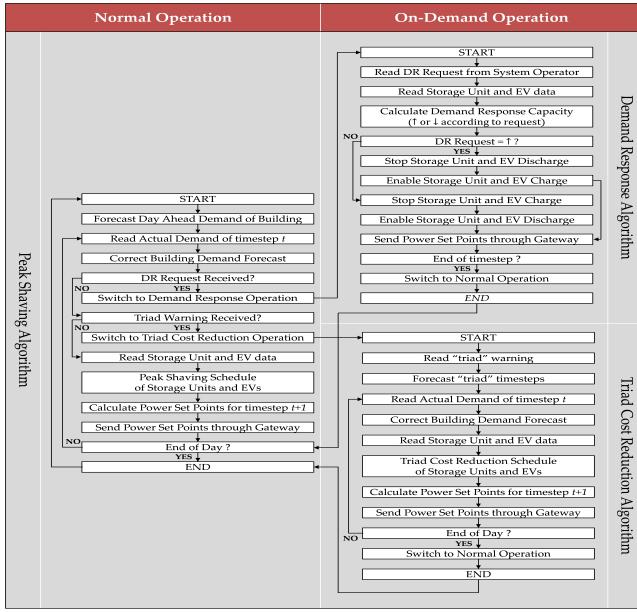 Normal Operation
On-Demand Operation
Peak Shaving Algorithm
START
Forecast Day Ahead Demand of Building
Read Actual Demand of timestep t
Correct Building Demand Forecast
DR Request Received?
NO
YES
Switch to Demand Response Operation
Triad Warning Received?
NO
YES
Switch to Triad Cost Reduction Operation
Read Storage Unit and EV data
Peak Shaving Schedule
of Storage Units and EVs
Calculate Power Set Points for timestep t+1
Send Power Set Points through Gateway
NO
End of Day ?
YES
END
Demand Response Algorithm
START
Read DR Request from System Operator
Read Storage Unit and EV data
Calculate Demand Response Capacity
(↑ or ↓ according to request)
NO
DR Request = ↑ ?
YES
Stop Storage Unit and EV Discharge
Enable Storage Unit and EV Charge
Stop Storage Unit and EV Charge
Enable Storage Unit and EV Discharge
Send Power Set Points through Gateway
End of timestep ?
YES
Switch to Normal Operation
END
Triad Cost Reduction Algorithm
START
Read “triad” warning
Forecast “triad” timesteps
Read Actual Demand of timestep t
Correct Building Demand Forecast
Read Storage Unit and EV data
Triad Cost Reduction Schedule
of Storage Units and EVs
Calculate Power Set Points for timestep t+1
Send Power Set Points through Gateway
End of Day ?
NO
YES
Switch to Normal Operation
END